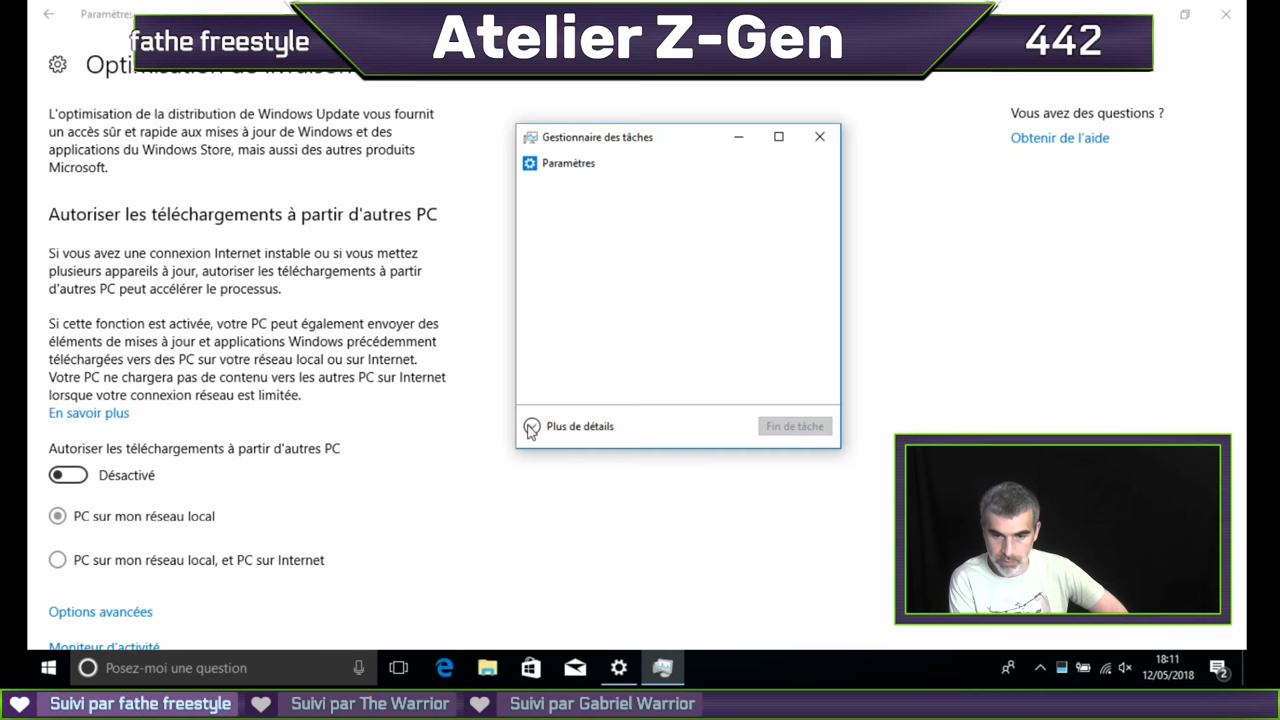 Paramètres
fathe freestyle
Atelier Z-Gen
442
L'optimisation de la distribution de Windows Update vous fournit
un accès sûr et rapide aux mises à jour de Windows et des
applications du Windows Store, mais aussi des autres produits
Microsoft.
Autoriser les téléchargements à partir d'autres PC
Si vous avez une connexion Internet instable ou si vous mettez
plusieurs appareils à jour, autoriser les téléchargements à partir
d'autres PC peut accélérer le processus.
Si cette fonction est activée, votre PC peut également envoyer des
éléments de mises à jour et applications Windows précédemment
téléchargées vers des PC sur votre réseau local ou sur Internet.
Votre PC ne chargera pas de contenu vers les autres PC sur Internet
lorsque votre connexion réseau est limitée.
En savoir plus
Autoriser les téléchargements à partir d'autres PC
Désactivé
PC sur mon réseau local
PC sur mon réseau local, et PC sur Internet
Options avancées
Moniteur d'activité
Gestionnaire des tâches
Paramètres
Plus de détails
Fin de tâche
Vous avez des questions ?
Obtenir de l'aide
Posez-moi une question
18:11
12/05/2018
2
Suivi par fathe freestyle
Suivi par The Warrior
Suivi par Gabriel Warrior